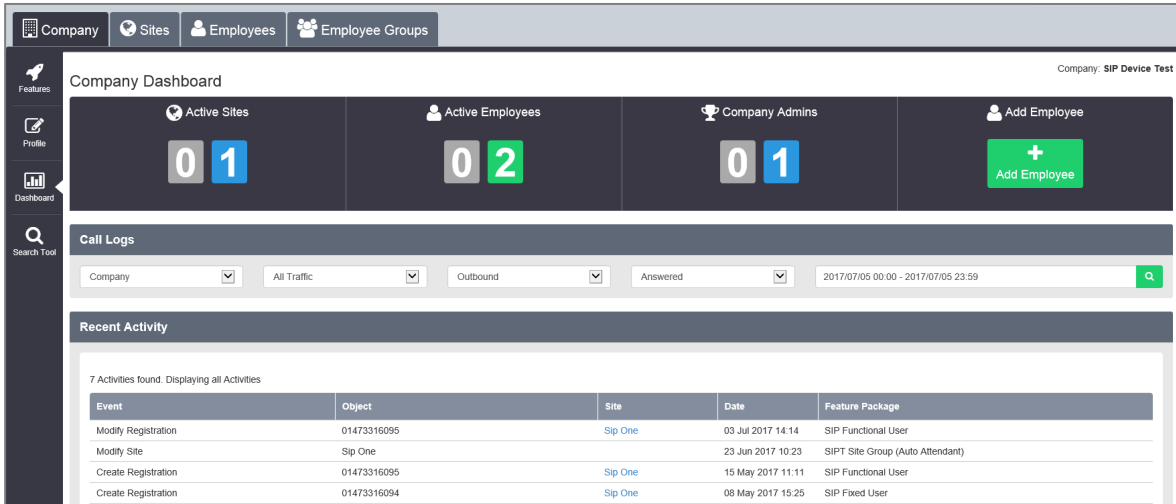 Company Sites Employees Employee Groups
Company: SIP Device Test
Features
Profile
Dashboard
Search Tool
Company Dashboard
Active Sites Active Employees Company Admins Add Employee
0 1 0 2 0 1 + Add Employee
Call Logs
Company All Traffic Outbound Answered 2017/07/05 00:00 - 2017/07/05 23:59
Recent Activity
7 Activities found. Displaying all Activities
Event Object Site Date Feature Package
Modify Registration 01473316095 Sip One 03 Jul 2017 14:14 SIP Functional User
Modify Site Sip One 23 Jun 2017 10:23 SIPT Site Group (Auto Attendant)
Create Registration 01473316095 Sip One 15 May 2017 11:11 SIP Functional User
Create Registration 01473316094 Sip One 08 May 2017 15:25 SIP Fixed User